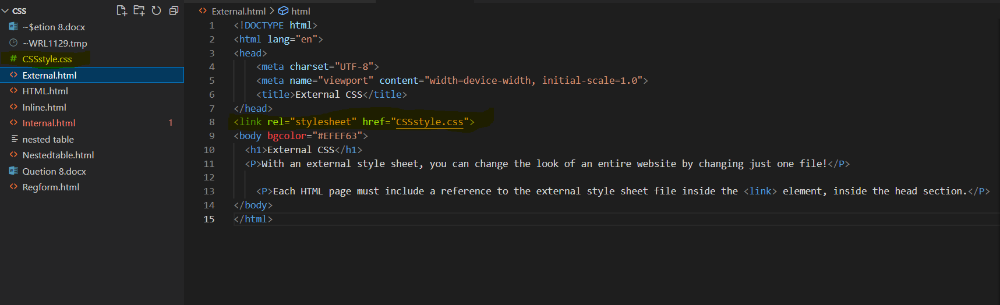 CSS
~$etion 8.docx
~WRL1129.tmp
# CSSstyle.css
<> External.html
<> HTML.html
<> Inline.html
<> Internal.html 1
nested table
<> Nestedtable.html
Quetion 8.docx
<> Regform.html
<> External.html > html
1 <!DOCTYPE html>
2 <html lang="en">
3 <head>
4 <meta charset="UTF-8">
5 <meta name="viewport" content="width=device-width, initial-scale=1.0">
6 <title>External CSS</title>
7 </head>
8 <link rel="stylesheet" href="CSSstyle.css">
9 <body bgcolor="#EFEF63">
10 <h1>External CSS</h1>
11 <P>With an external style sheet, you can change the look of an entire website by changing just one file!</P>
12
13 <P>Each HTML page must include a reference to the external style sheet file inside the <link> element, inside the head section.</P>
14 </body>
15 </html>